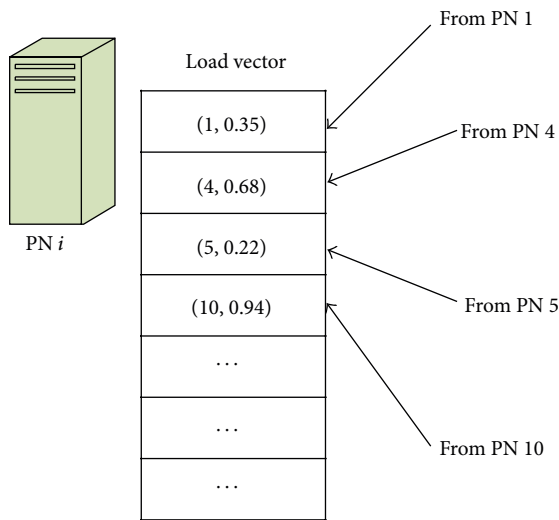 From PN 1
Load vector
(1, 0.35)
From PN 4
(4, 0.68)
PN i
(5, 0.22)
(10, 0.94)
From PN 5
...
...
From PN 10
...